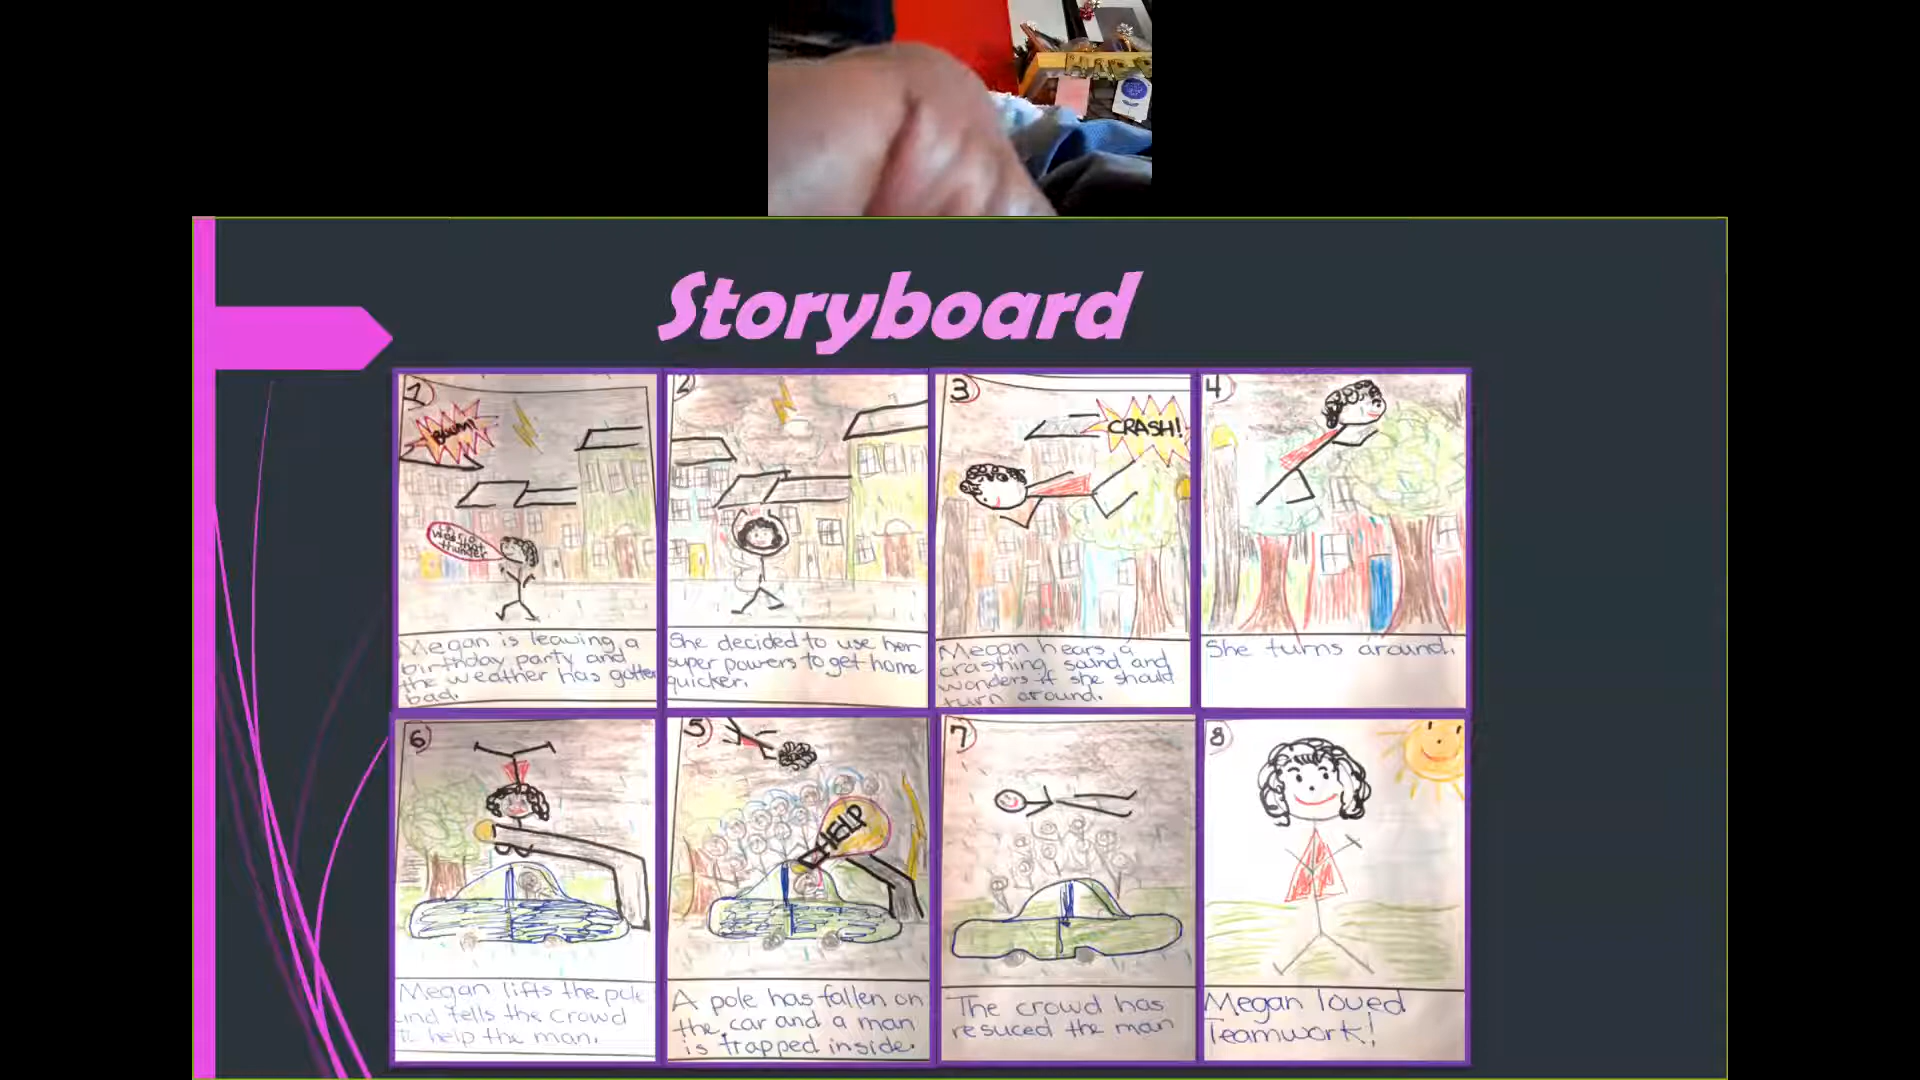 Storyboard
1)
BOOM!
Was
that
thunder
Megan is leaving a
birthday party and
the weather has gotten
bad.
2
She decided to use her
super powers to get home
quicker.
3
CRASH!
Megan hears a
crashing sound and
wonders if she should
turn around.
4
She turns around.
6
Megan lifts the pole
and tells the crowd
to help the man.
5
HELP
A pole has fallen on
the car and a man
is trapped inside.
7
The crowd has
resuced the man
8
Megan loved
Teamwork!